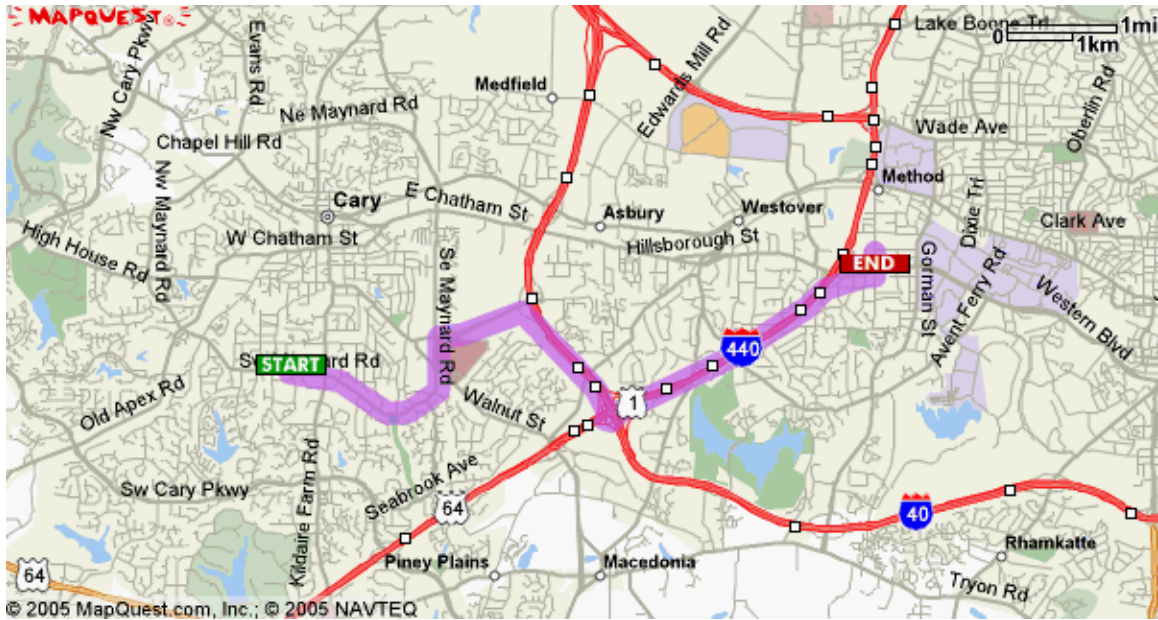 MAPQUEST
Lake Boone Trl
1mi
0
1km
Nw Cary Pkwy
Evans Rd
Edwards Mill Rd
Medfield
Oberlin Rd
Ne Maynard Rd
Chapel Hill Rd
Wade Ave
Nw Maynard Rd
Cary
E Chatham St
Method
Dixie Trl
Asbury
Westover
Clark Ave
High House Rd
W Chatham St
Hillsborough St
Se Maynard Rd
END
Gorman St
Avent Ferry Rd
Western Blvd
START
440
Old Apex Rd
Walnut St
1
Sw Cary Pkwy
Kildaire Farm Rd
Seabrook Ave
64
40
Rhamkatte
Piney Plains
Macedonia
64
Tryon Rd
© 2005 MapQuest.com, Inc.; © 2005 NAVTEQ